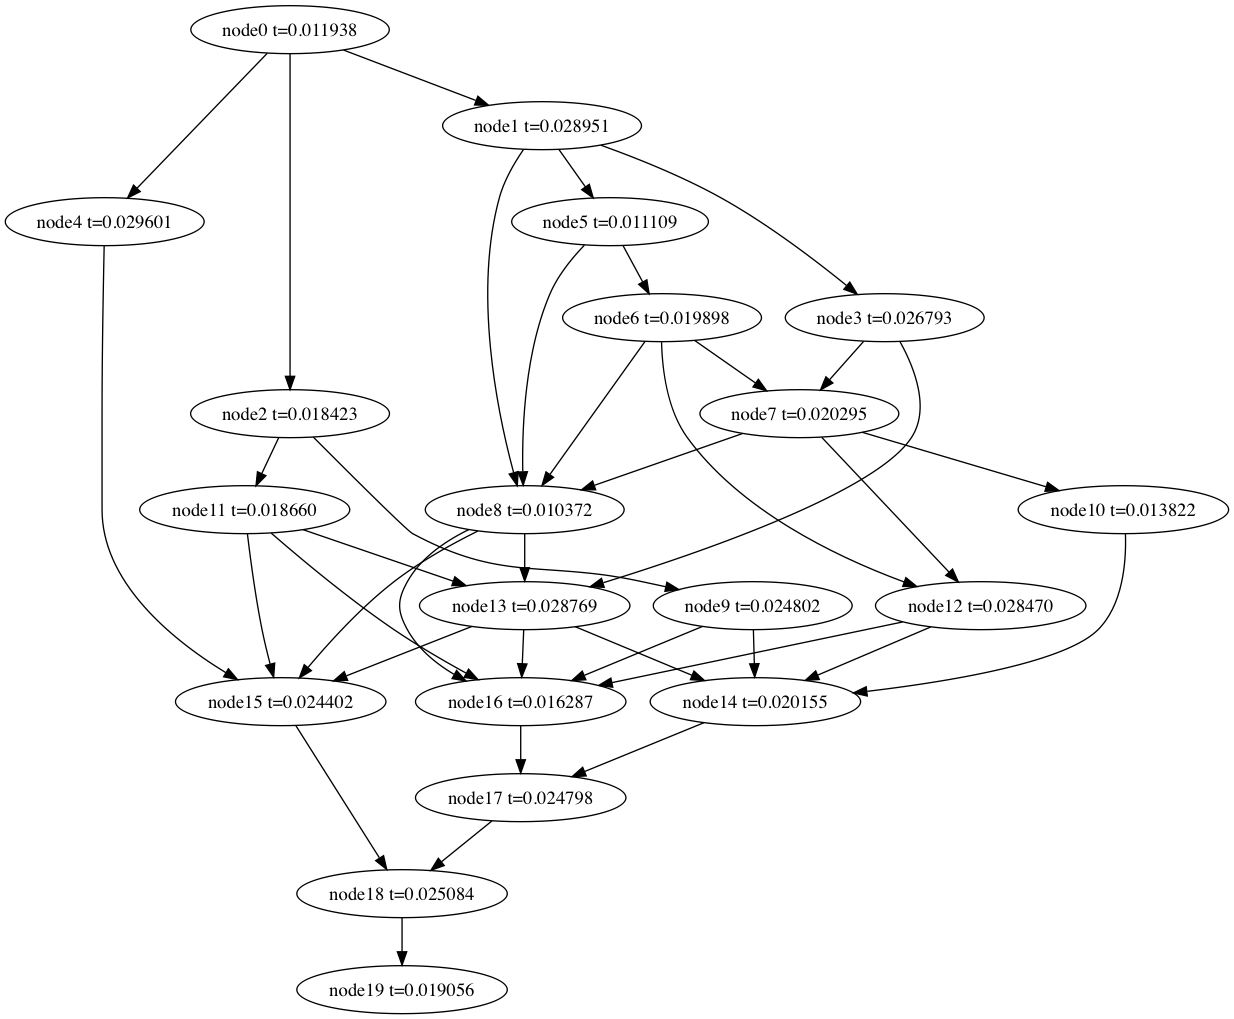 node0 t=0.011938
node1 t=0.028951
node4 t=0.029601
node5 t=0.011109
node6 t=0.019898
node3 t=0.026793
node2 t=0.018423
node7 t=0.020295
node11 t=0.018660
node8 t=0.010372
node10 t=0.013822
node13 t=0.028769
node9 t=0.024802
node12 t=0.028470
node15 t=0.024402
node16 t=0.016287
node14 t=0.020155
node17 t=0.024798
node18 t=0.025084
node19 t=0.019056